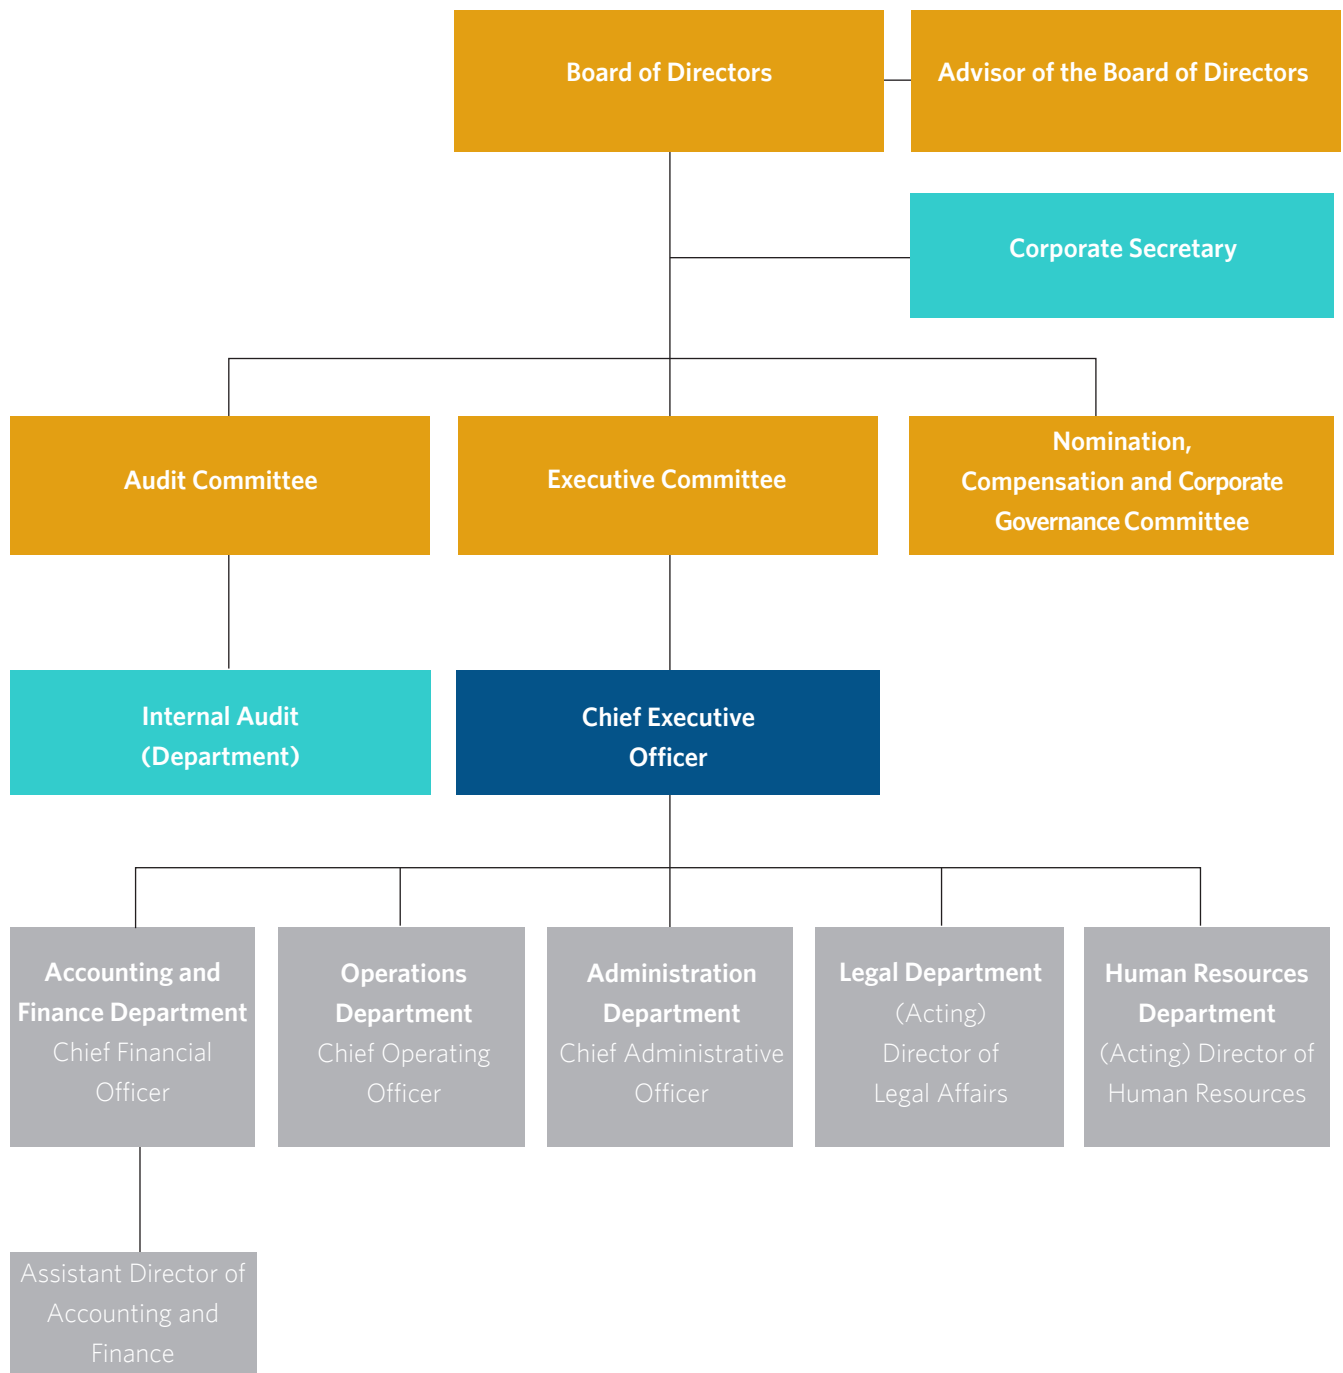 Board of Directors
Advisor of the Board of Directors
Corporate Secretary
Audit Committee
Executive Committee
Nomination,
Compensation and Corporate
Governance Committee
Internal Audit
(Department)
Chief Executive
Officer
Accounting and
Finance Department
Chief Financial
Officer
Operations
Department
Chief Operating
Officer
Administration
Department
Chief Administrative
Officer
Legal Department
(Acting)
Director of
Legal Affairs
Human Resources
Department
(Acting) Director of
Human Resources
Assistant Director of
Accounting and
Finance